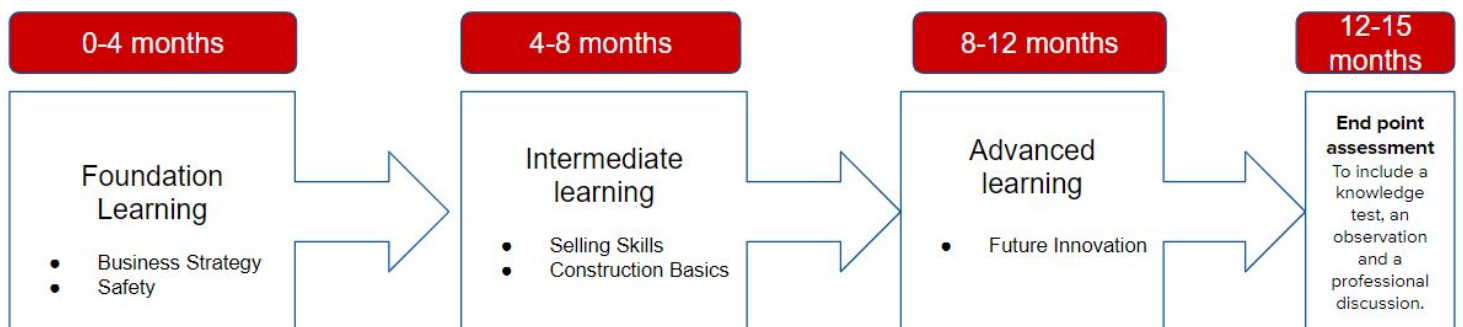 0-4 months
4-8 months
8-12 months
12-15
months
Foundation
Learning
● Business Strategy
● Safety
Intermediate
learning
● Selling Skills
● Construction Basics
Advanced
learning
● Future Innovation
End point
assessment
To include a
knowledge
test, an
observation
and a
professional
discussion.